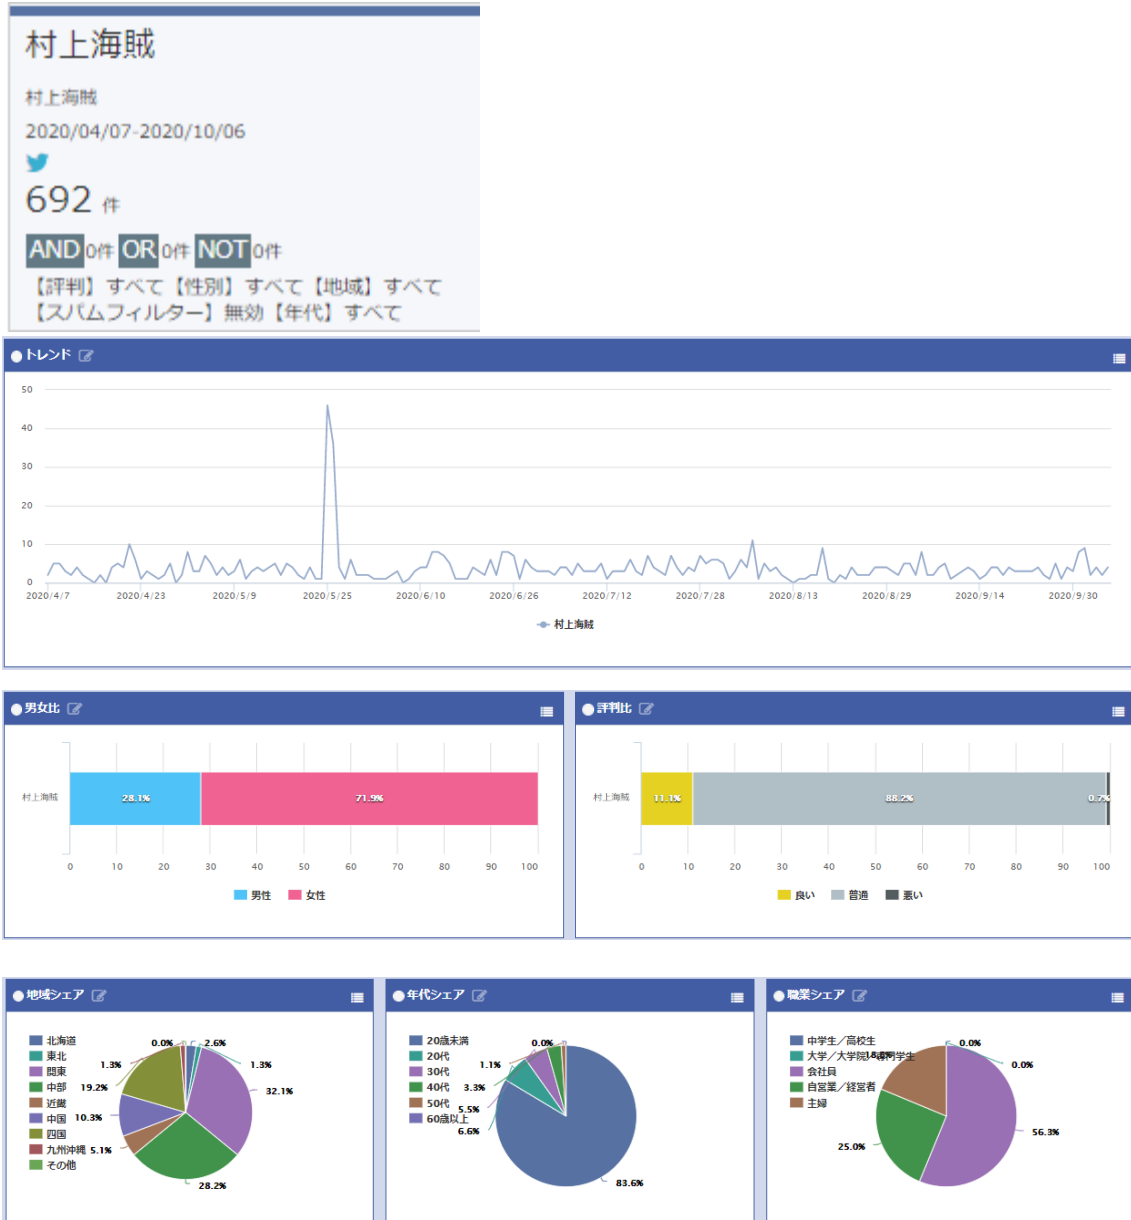 村上海賊
村上海賊
2020/04/07-2020/10/06
692 件
AND 0件 OR 0件 NOT 0件
【評判】すべて【性別】すべて【地域】すべて
【スパムフィルター】無効【年代】すべて
トレンド
50
40
30
20
10
0
2020/4/7 2020/4/23 2020/5/9 2020/5/25 2020/6/10 2020/6/26 2020/7/12 2020/7/28 2020/8/13 2020/8/29 2020/9/14 2020/9/30
村上海賊
男女比
村上海賊 28.1% 71.9%
0 10 20 30 40 50 60 70 80 90 100
男性 女性
評判比
村上海賊 11.1% 88.2% 0.7%
0 10 20 30 40 50 60 70 80 90 100
良い 普通 悪い
地域シェア
北海道
東北
関東
中部
近畿
中国
四国
九州沖縄
その他
0.0% 2.6%
1.3% 1.3%
19.2% 32.1%
10.3%
5.1%
28.2%
年代シェア
20歳未満
20代
30代
40代
50代
60歳以上
0.0%
1.1%
3.3%
5.5%
6.6%
83.6%
職業シェア
中学生／高校生
大学／大学院／専門学生
会社員
自営業／経営者
主婦
0.0%
18.8%
0.0%
56.3%
25.0%